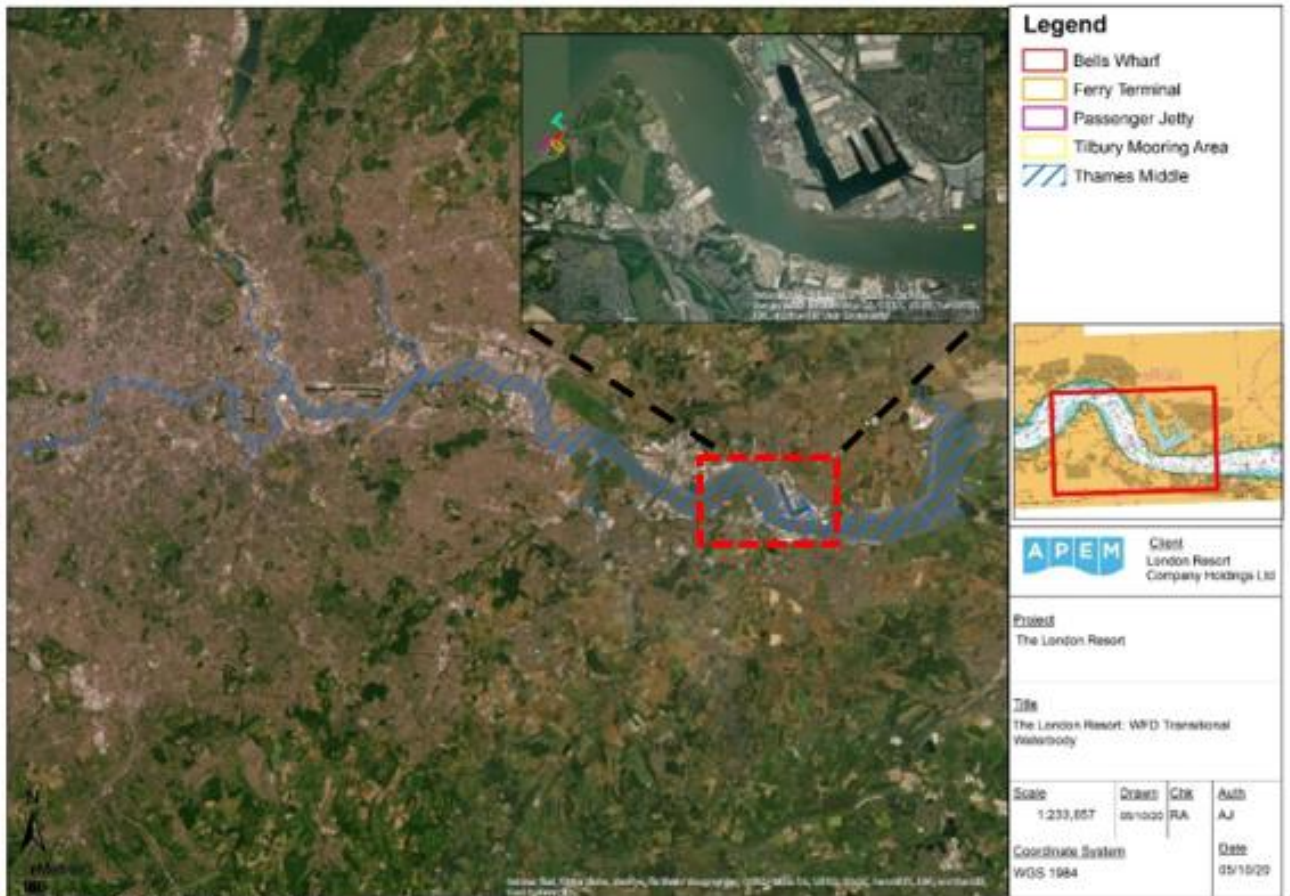 Legend
Bells Wharf
Ferry Terminal
Passenger Jetty
Tilbury Mooring Area
Thames Middle
APEM
Client
London Resort
Company Holdings Ltd
Project
The London Resort
Title
The London Resort: WFD Transitional
Waterbody
Scale
1:233,657
Drawn
05/10/20
Chk
RA
Auth
AJ
Coordinate System
WGS 1984
Date
05/10/20
N